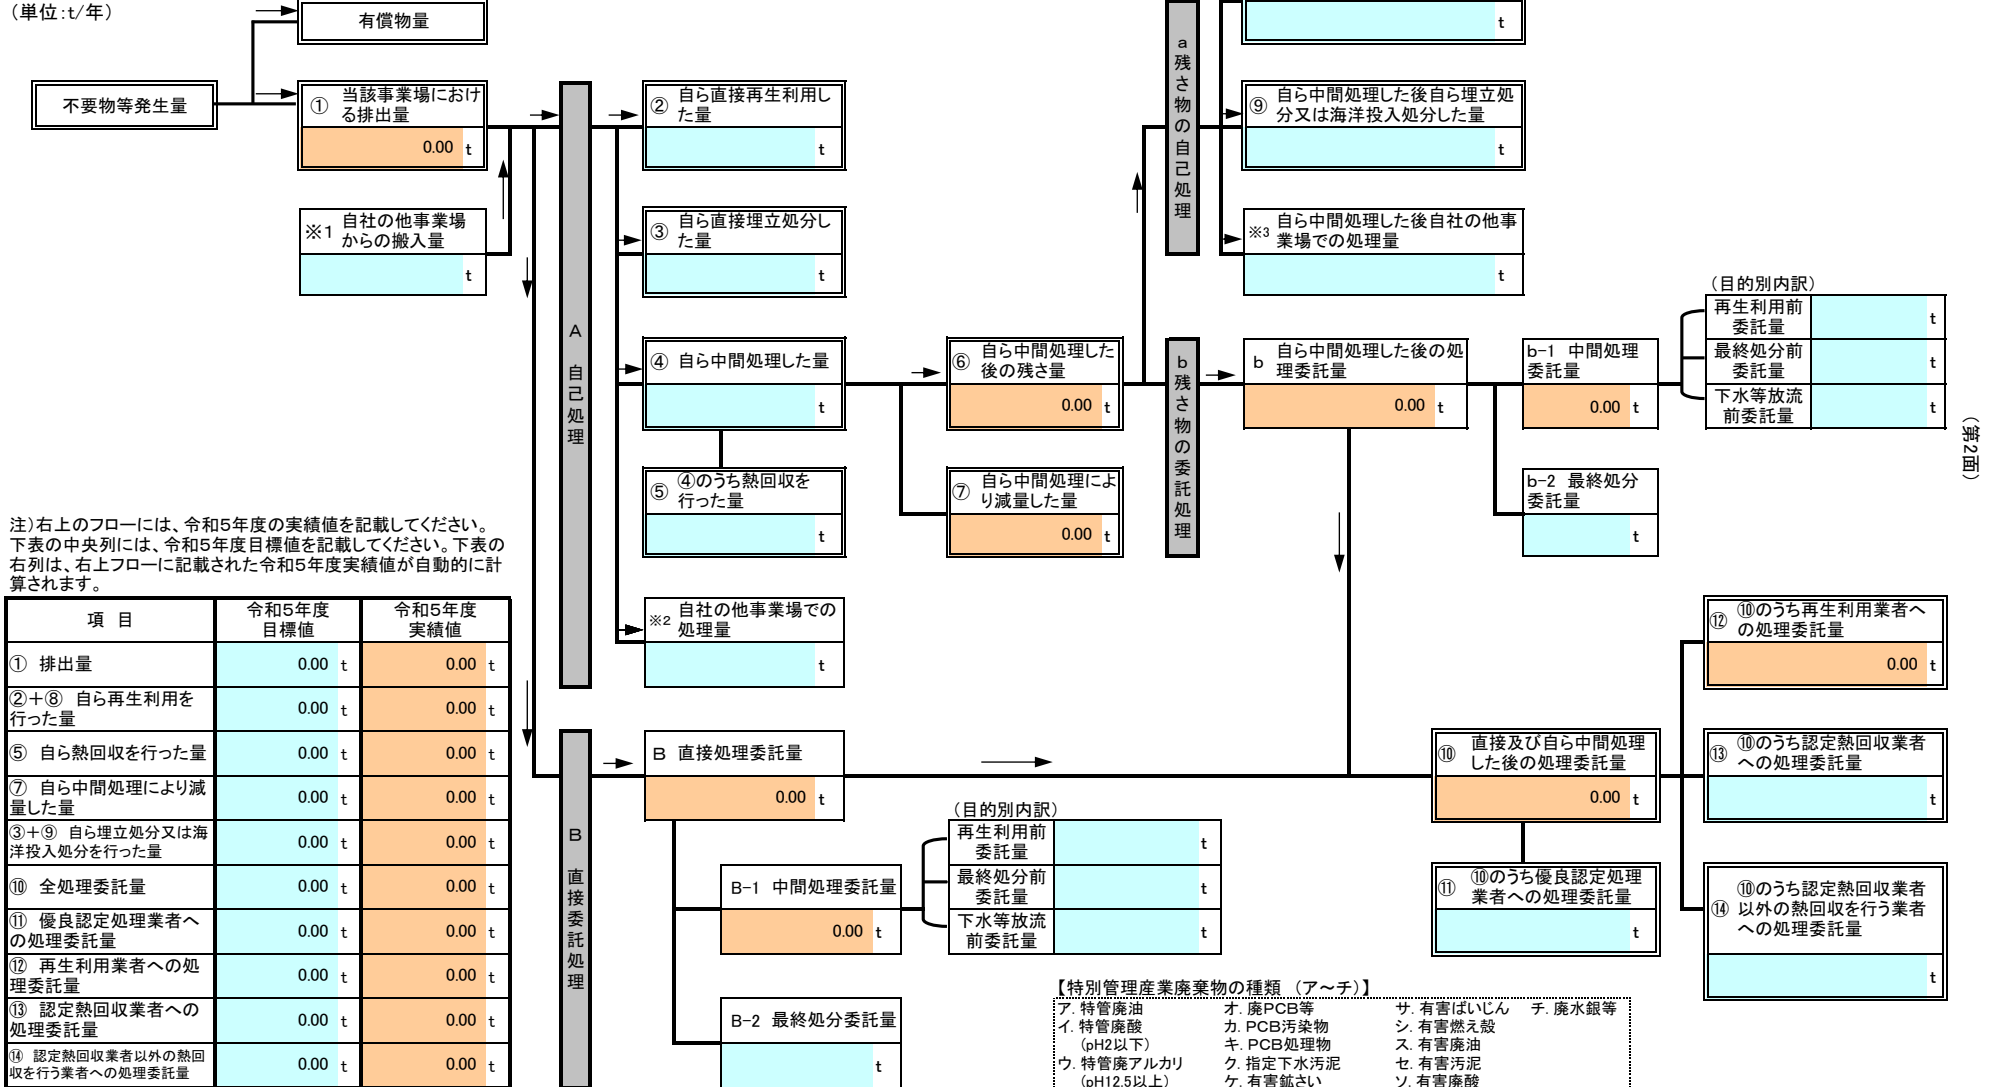 (単位:t/年)
有償物量
不要物等発生量
① 当該事業場におけ
る排出量
0.00 t
※1 自社の他事業場
からの搬入量
t
A 自己処理
② 自ら直接再生利用し
た量
t
③ 自ら直接埋立処分し
た量
t
④ 自ら中間処理した量
t
⑤ ④のうち熱回収を
行った量
t
※2 自社の他事業場での
処理量
t
⑥ 自ら中間処理した
後の残さ量
0.00 t
⑦ 自ら中間処理によ
り減量した量
0.00 t
a残さ物の自己処理
t
⑨ 自ら中間処理した後自ら埋立処
分又は海洋投入処分した量
t
※3 自ら中間処理した後自社の他事
業場での処理量
t
b残さ物の委託処理
b 自ら中間処理した後の処
理委託量
0.00 t
b-1 中間処理
委託量
0.00 t
b-2 最終処分
委託量
t
(目的別内訳)
再生利用前
委託量
t
最終処分前
委託量
t
下水等放流
前委託量
t
(第2面)
注)右上のフローには、令和5年度の実績値を記載してください。
下表の中央列には、令和5年度目標値を記載してください。下表の
右列は、右上フローに記載された令和5年度実績値が自動的に計
算されます。
項 目
令和5年度
目標値
令和5年度
実績値
① 排出量 0.00 t 0.00 t
②+⑧ 自ら再生利用を
行った量 0.00 t 0.00 t
⑤ 自ら熱回収を行った量 0.00 t 0.00 t
⑦ 自ら中間処理により減
量した量 0.00 t 0.00 t
③+⑨ 自ら埋立処分又は海
洋投入処分を行った量 0.00 t 0.00 t
⑩ 全処理委託量 0.00 t 0.00 t
⑪ 優良認定処理業者へ
の処理委託量 0.00 t 0.00 t
⑫ 再生利用業者への処
理委託量 0.00 t 0.00 t
⑬ 認定熱回収業者への
処理委託量 0.00 t 0.00 t
⑭ 認定熱回収業者以外の熱回
収を行う業者への処理委託量 0.00 t 0.00 t
B 直接委託処理
B 直接処理委託量
0.00 t
B-1 中間処理委託量
0.00 t
B-2 最終処分委託量
t
(目的別内訳)
再生利用前
委託量
t
最終処分前
委託量
t
下水等放流
前委託量
t
⑩ 直接及び自ら中間処理
した後の処理委託量
0.00 t
⑪ ⑩のうち優良認定処理
業者への処理委託量
t
⑫ ⑩のうち再生利用業者へ
の処理委託量
0.00 t
⑬ ⑩のうち認定熱回収業者
への処理委託量
t
⑭ ⑩のうち認定熱回収業者
以外の熱回収を行う業者
への処理委託量
t
【特別管理産業廃棄物の種類 (ア~チ)】
ア. 特管廃油 オ. 廃PCB等 サ. 有害ばいじん チ. 廃水銀等
イ. 特管廃酸 カ. PCB汚染物 シ. 有害燃え殻
(pH2以下) キ. PCB処理物 ス. 有害廃油
ウ. 特管廃アルカリ ク. 指定下水汚泥 セ. 有害汚泥
(pH12.5以上) ケ. 有害鉱さい ソ. 有害廃酸